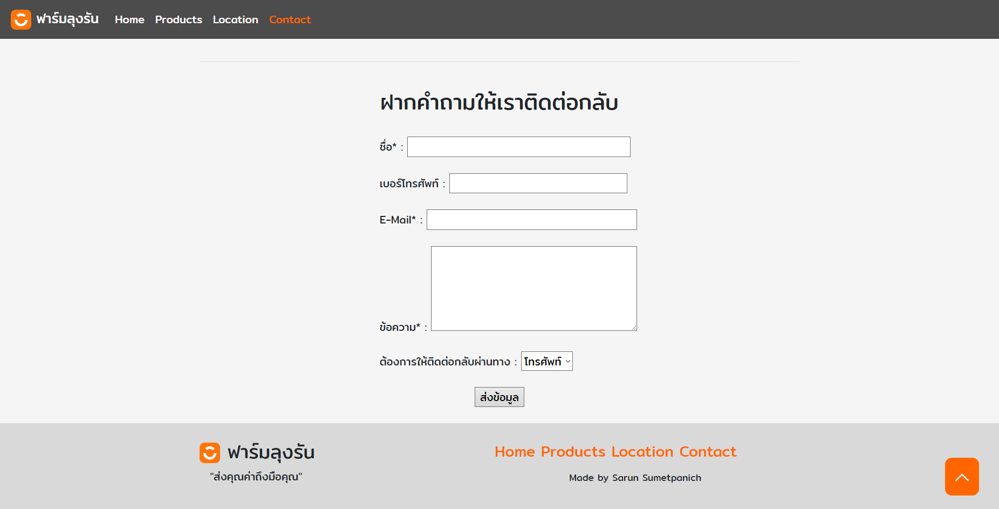 ฟาร์มลุงรัน Home Products Location Contact
ฝากคำถามให้เราติดต่อกลับ
ชื่อ* :
เบอร์โทรศัพท์ :
E-Mail* :
ข้อความ* :
ต้องการให้ติดต่อกลับผ่านทาง : โทรศัพท์
ส่งข้อมูล
ฟาร์มลุงรัน
"ส่งคุณค่าถึงมือคุณ"
Home Products Location Contact
Made by Sarun Sumetpanich